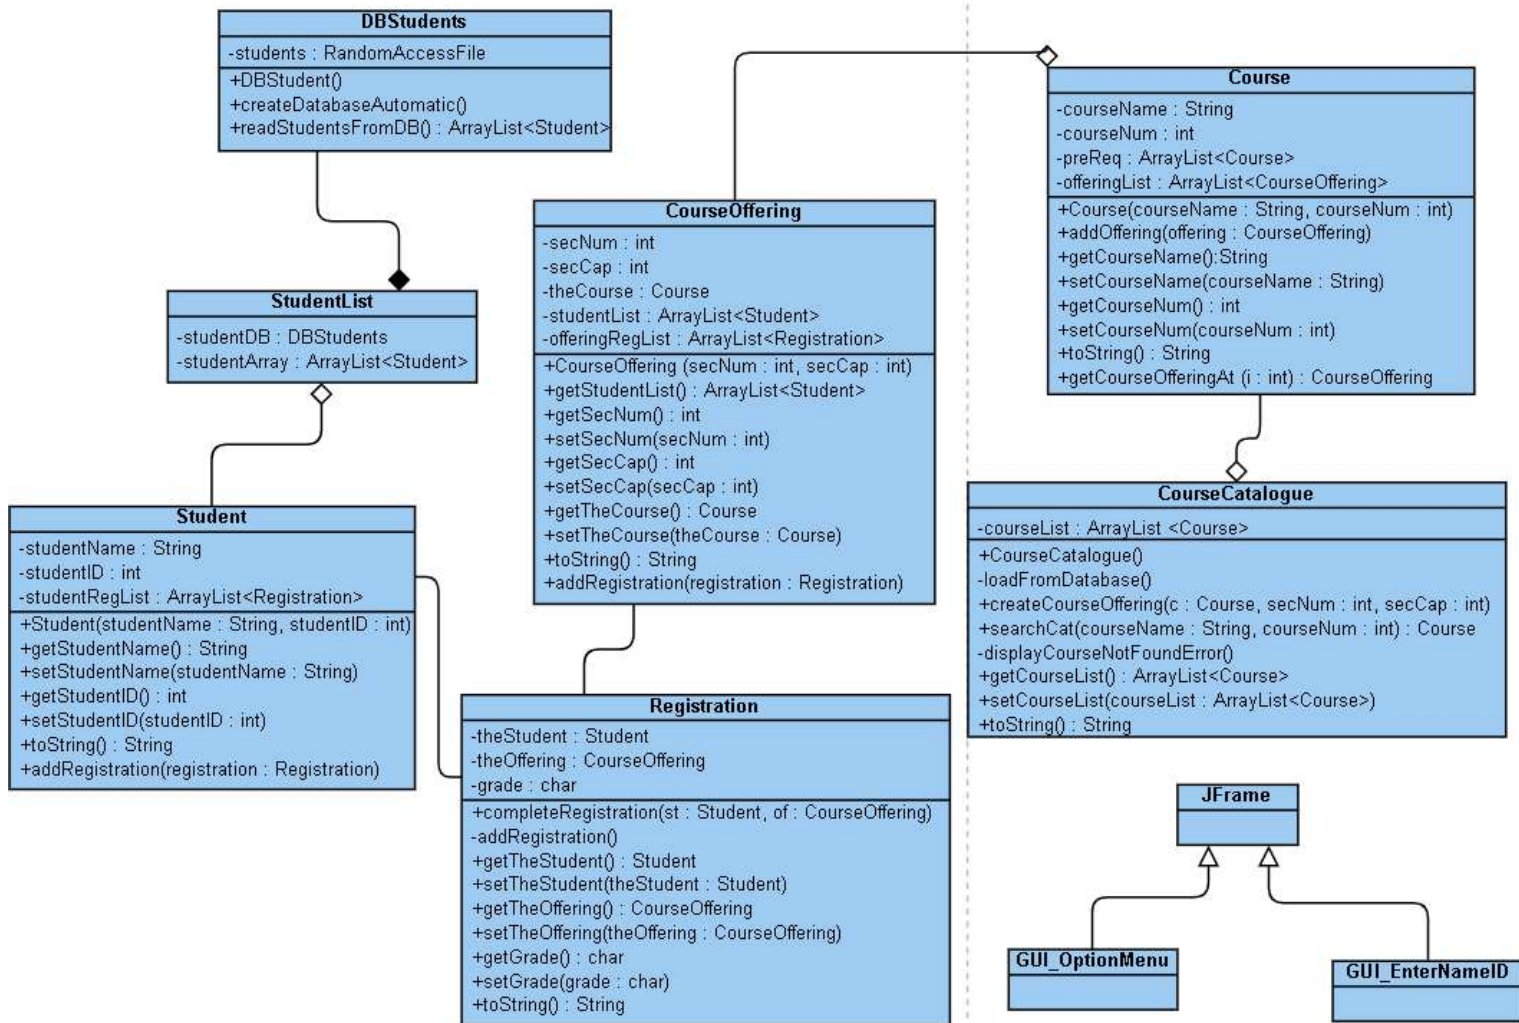 DBStudents
-students : RandomAccessFile
+DBStudent()
+createDatabaseAutomatic()
+readStudentsFromDB() : ArrayList<Student>
StudentList
-studentDB : DBStudents
-studentArray : ArrayList<Student>
Student
-studentName : String
-studentID : int
-studentRegList : ArrayList<Registration>
+Student(studentName : String, studentID : int)
+getStudentName() : String
+setStudentName(studentName : String)
+getStudentID() : int
+setStudentID(studentID : int)
+toString() : String
+addRegistration(registration : Registration)
CourseOffering
-secNum : int
-secCap : int
-theCourse : Course
-studentList : ArrayList<Student>
-offeringRegList : ArrayList<Registration>
+CourseOffering (secNum : int, secCap : int)
+getStudentList() : ArrayList<Student>
+getSecNum() : int
+setSecNum(secNum : int)
+getSecCap() : int
+setSecCap(secCap : int)
+getTheCourse() : Course
+setTheCourse(theCourse : Course)
+toString() : String
+addRegistration(registration : Registration)
Registration
-theStudent : Student
-theOffering : CourseOffering
-grade : char
+completeRegistration(st : Student, of : CourseOffering)
-addRegistration()
+getTheStudent() : Student
+setTheStudent(theStudent : Student)
+getTheOffering() : CourseOffering
+setTheOffering(theOffering : CourseOffering)
+getGrade() : char
+setGrade(grade : char)
+toString() : String
Course
-courseName : String
-courseNum : int
-preReq : ArrayList<Course>
-offeringList : ArrayList<CourseOffering>
+Course(courseName : String, courseNum : int)
+addOffering(offering : CourseOffering)
+getCourseName():String
+setCourseName(courseName : String)
+getCourseNum() : int
+setCourseNum(courseNum : int)
+toString() : String
+getCourseOfferingAt (i : int) : CourseOffering
CourseCatalogue
-courseList : ArrayList <Course>
+CourseCatalogue()
-loadFromDatabase()
+createCourseOffering(c : Course, secNum : int, secCap : int)
+searchCat(courseName : String, courseNum : int) : Course
-displayCourseNotFoundError()
+getCourseList() : ArrayList<Course>
+setCourseList(courseList : ArrayList<Course>)
+toString() : String
JFrame
GUI_OptionMenu
GUI_EnterNameID